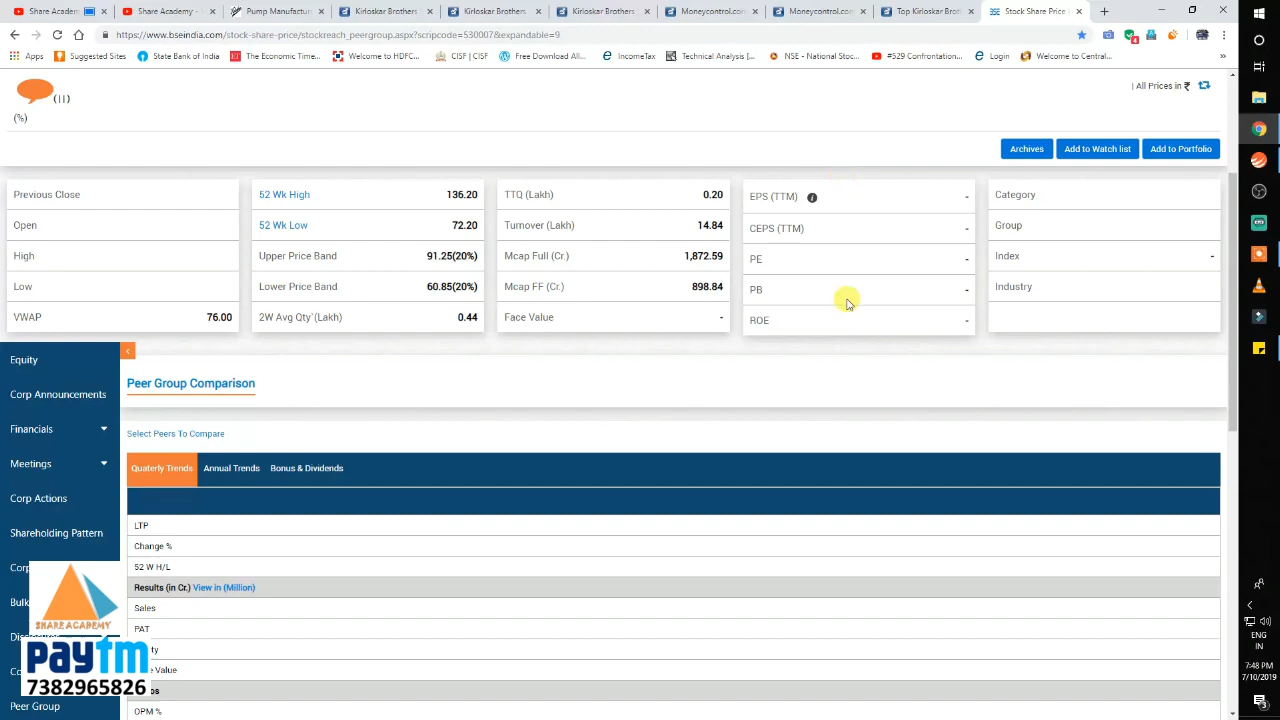 Share Academy
Share Academy -
Pump Manufactu
Kirloskar Brothers
Kirloskar Brothers
Kirloskar Brothers
Moneycontrol.com
Moneycontrol.com
Top Kirloskar Bro
Stock Share Price
https://www.bseindia.com/stock-share-price/stockreach_peergroup.aspx?scripcode=530007&expandable=9
Apps
Suggested Sites
State Bank of India
The Economic Time...
Welcome to HDFC...
CISF | CISF
Free Download All...
IncomeTax
Technical Analysis [...
NSE - National Stoc...
#529 Confrontation...
Login
Welcome to Central...
( | | )
| All Prices in ₹
(%)
Archives
Add to Watch list
Add to Portfolio
Previous Close
52 Wk High 136.20
TTQ (Lakh) 0.20
EPS (TTM) -
Category
Open
52 Wk Low 72.20
Turnover (Lakh) 14.84
CEPS (TTM) -
Group
High
Upper Price Band 91.25(20%)
Mcap Full (Cr.) 1,872.59
PE -
Index -
Low
Lower Price Band 60.85(20%)
Mcap FF (Cr.) 898.84
PB -
Industry
VWAP 76.00
2W Avg Qty`(Lakh) 0.44
Face Value -
ROE -
Equity
Corp Announcements
Financials
Meetings
Corp Actions
Shareholding Pattern
Peer Group
Peer Group Comparison
Select Peers To Compare
Quaterly Trends
Annual Trends
Bonus & Dividends
LTP
Change %
52 W H/L
Results (in Cr.) View in (Million)
Sales
PAT
OPM %
SHARE ACADEMY
paytm
7382965826
ENG
IN
7:48 PM
7/10/2019